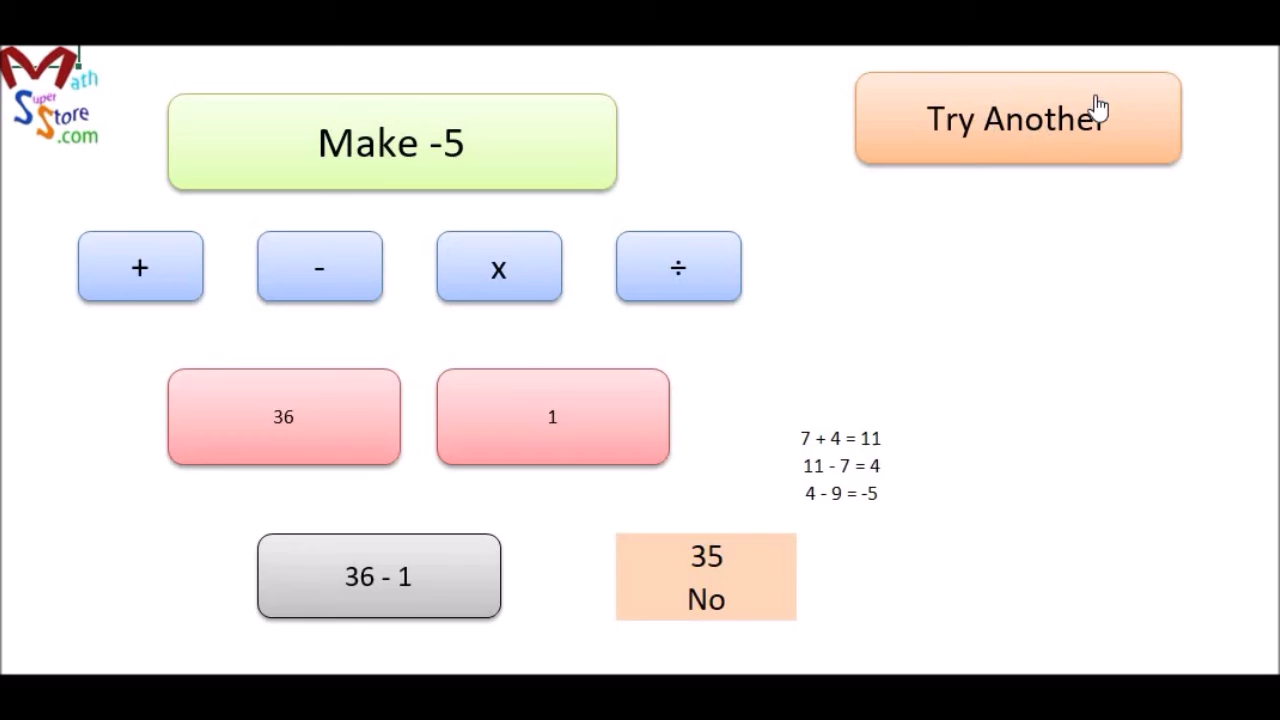 Math
Super
Store
.com
Make -5
Try Another
+ - x ÷
36 1
7 + 4 = 11
11 - 7 = 4
4 - 9 = -5
36 - 1
35
No